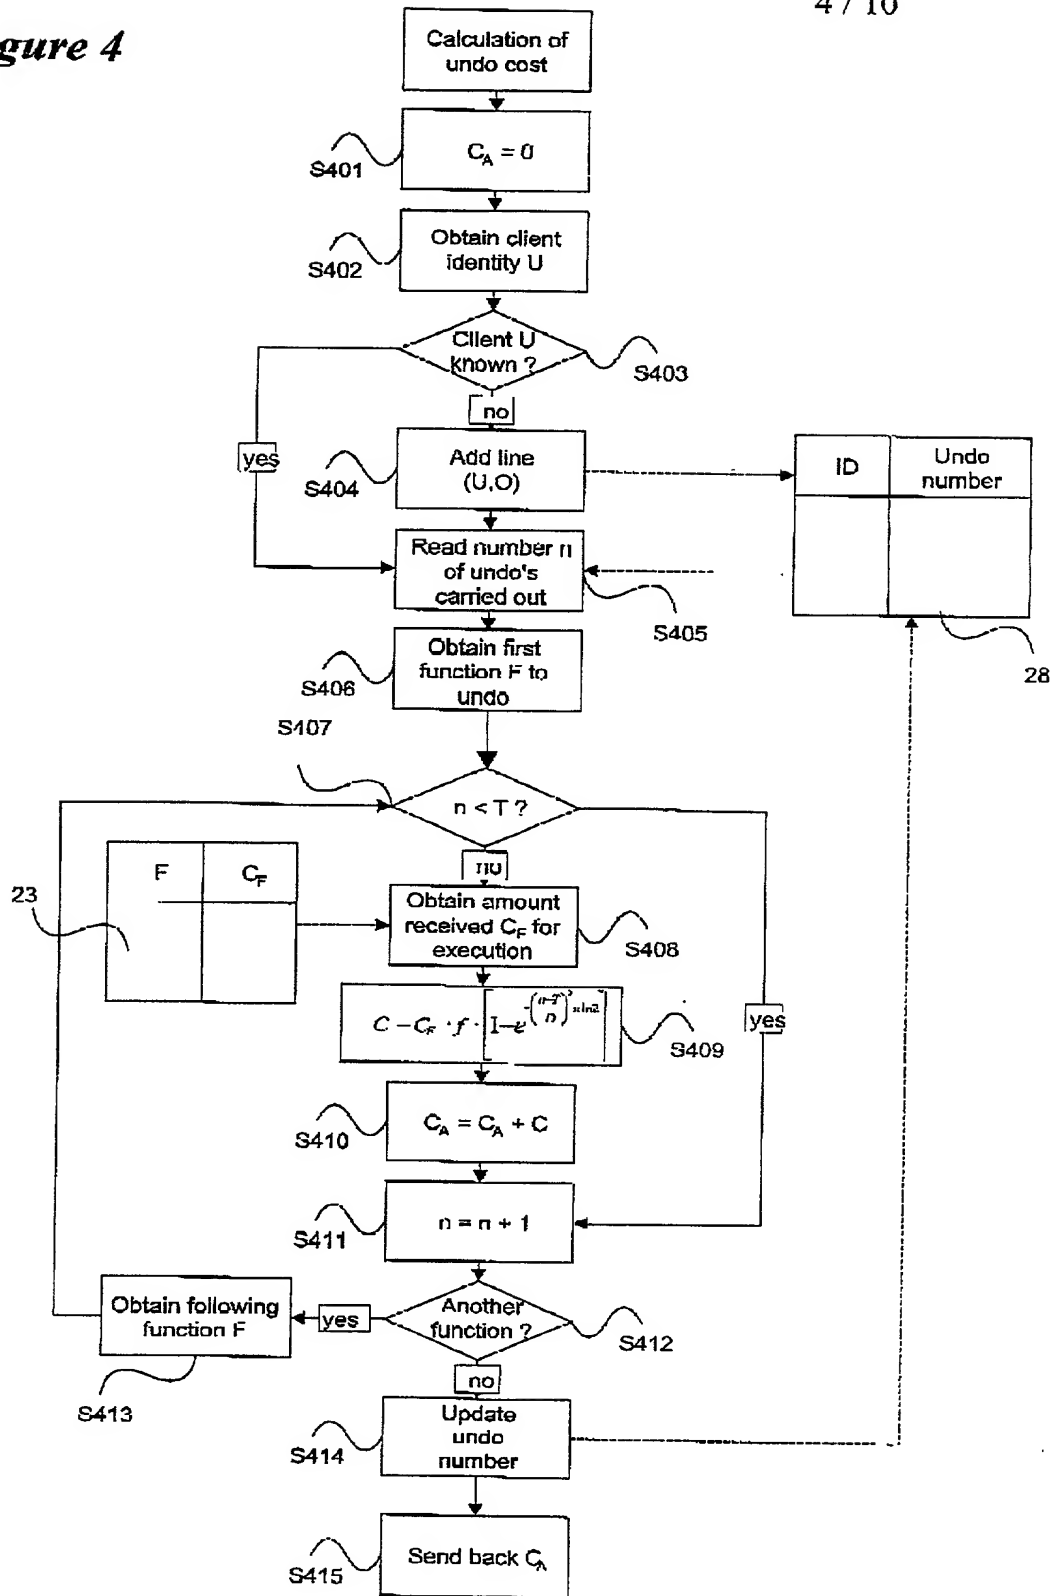 4 / 10
gure 4
Calculation of
undo cost
S401
C_A = 0
S402
Obtain client
identity U
Client U
known ?
S403
no
yes
S404
Add line
(U,O)
ID
Undo
number
Read number n
of undo's
carried out
S405
28
S406
Obtain first
function F to
undo
S407
n < T ?
no
F
C_F
23
Obtain amount
received C_F for
execution
S408
yes
C – C_F · f ·
S409
S410
C_A = C_A + C
S411
n = n + 1
Obtain following
function F
yes
Another
function ?
S412
S413
no
S414
Update
undo
number
S415
Send back C_A